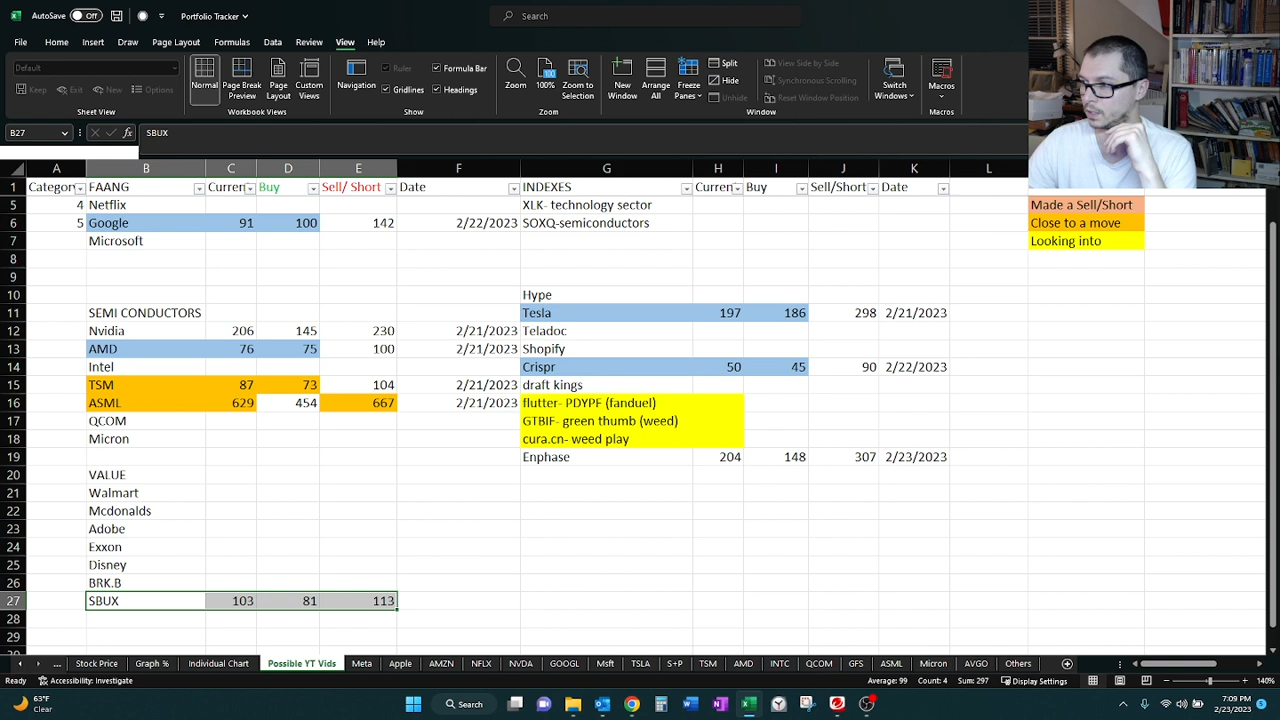 AutoSave Off Portfolio Tracker Search
File Home Insert Draw Page Layout Formulas Data Review View Help
Default
Keep Exit New Options
Sheet View
Normal Page Break Preview Page Layout Custom Views
Workbook Views
Navigation Ruler Formula Bar Gridlines Headings
Show
Zoom 100% Zoom to Selection
Zoom
New Window Arrange All Freeze Panes Split Hide Unhide View Side by Side Synchronous Scrolling Reset Window Position Switch Windows
Window
Macros
Macros
B27 fx SBUX
A B C D E F G H I J K L
1 Categor FAANG Curren Buy Sell/ Short Date INDEXES Curren Buy Sell/Short Date
5 4 Netflix XLK- technology sector Made a Sell/Short
6 5 Google 91 100 142 2/22/2023 SOXQ-semiconductors Close to a move
7 Microsoft Looking into
8
9
10 Hype
11 SEMI CONDUCTORS Tesla 197 186 298 2/21/2023
12 Nvidia 206 145 230 2/21/2023 Teladoc
13 AMD 76 75 100 2/21/2023 Shopify
14 Intel Crispr 50 45 90 2/22/2023
15 TSM 87 73 104 2/21/2023 draft kings
16 ASML 629 454 667 2/21/2023 flutter- PDYPF (fanduel)
17 QCOM GTBIF- green thumb (weed)
18 Micron cura.cn- weed play
19 Enphase 204 148 307 2/23/2023
20 VALUE
21 Walmart
22 Mcdonalds
23 Adobe
24 Exxon
25 Disney
26 BRK.B
27 SBUX 103 81 113
28
29
... Stock Price Graph % Individual Chart Possible YT Vids Meta Apple AMZN NFLX NVDA GOOGL Msft TSLA S+P TSM AMD INTC QCOM GFS ASML Micron AVGO Others
Ready Accessibility: Investigate Average: 99 Count: 4 Sum: 297 Display Settings 140%
63°F
Clear
Search
7:09 PM
2/23/2023